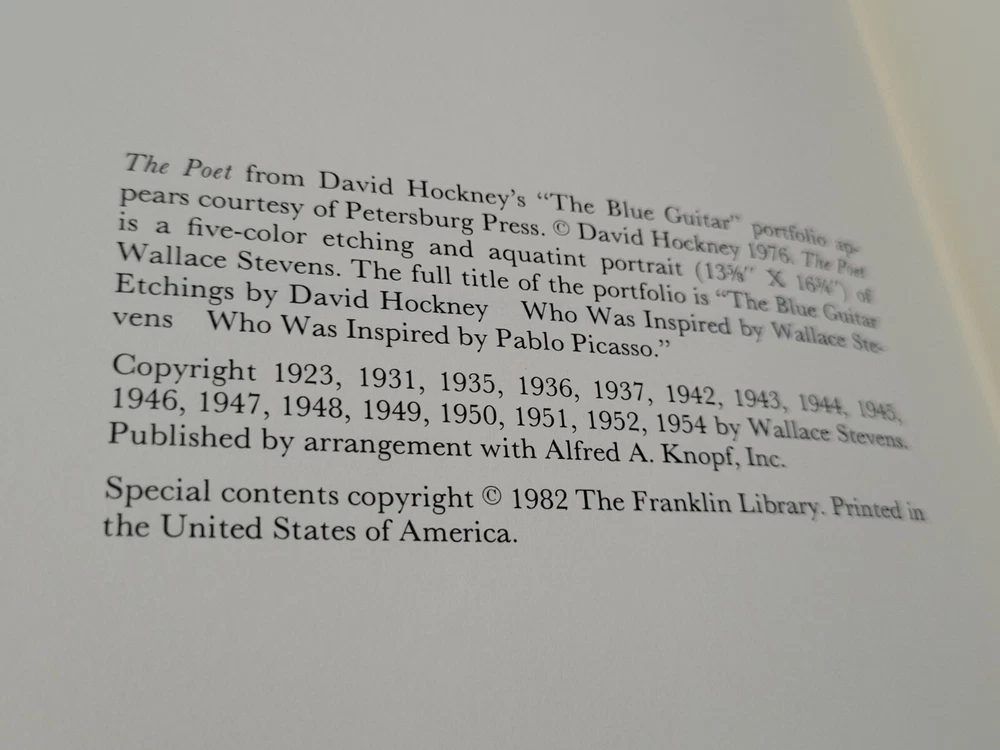 The Poet from David Hockney's “The Blue Guitar” portfolio ap-
pears courtesy of Petersburg Press. © David Hockney 1976. The Poet
is a five-color etching and aquatint portrait (13⅝″ X 16¾″) of
Wallace Stevens. The full title of the portfolio is “The Blue Guitar
Etchings by David Hockney Who Was Inspired by Wallace Ste-
vens Who Was Inspired by Pablo Picasso.”
Copyright 1923, 1931, 1935, 1936, 1937, 1942, 1943, 1944, 1945,
1946, 1947, 1948, 1949, 1950, 1951, 1952, 1954 by Wallace Stevens.
Published by arrangement with Alfred A. Knopf, Inc.
Special contents copyright © 1982 The Franklin Library. Printed in
the United States of America.